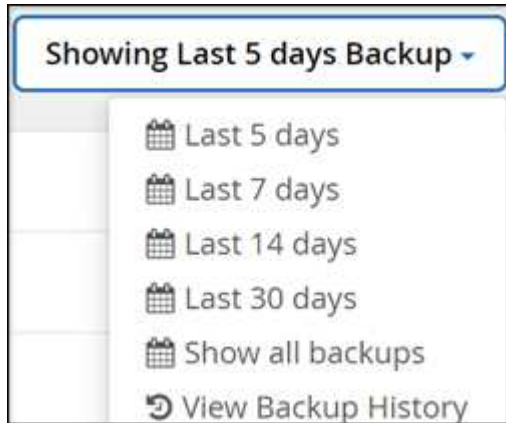 Showing Last 5 days Backup
Last 5 days
Last 7 days
Last 14 days
Last 30 days
Show all backups
View Backup History